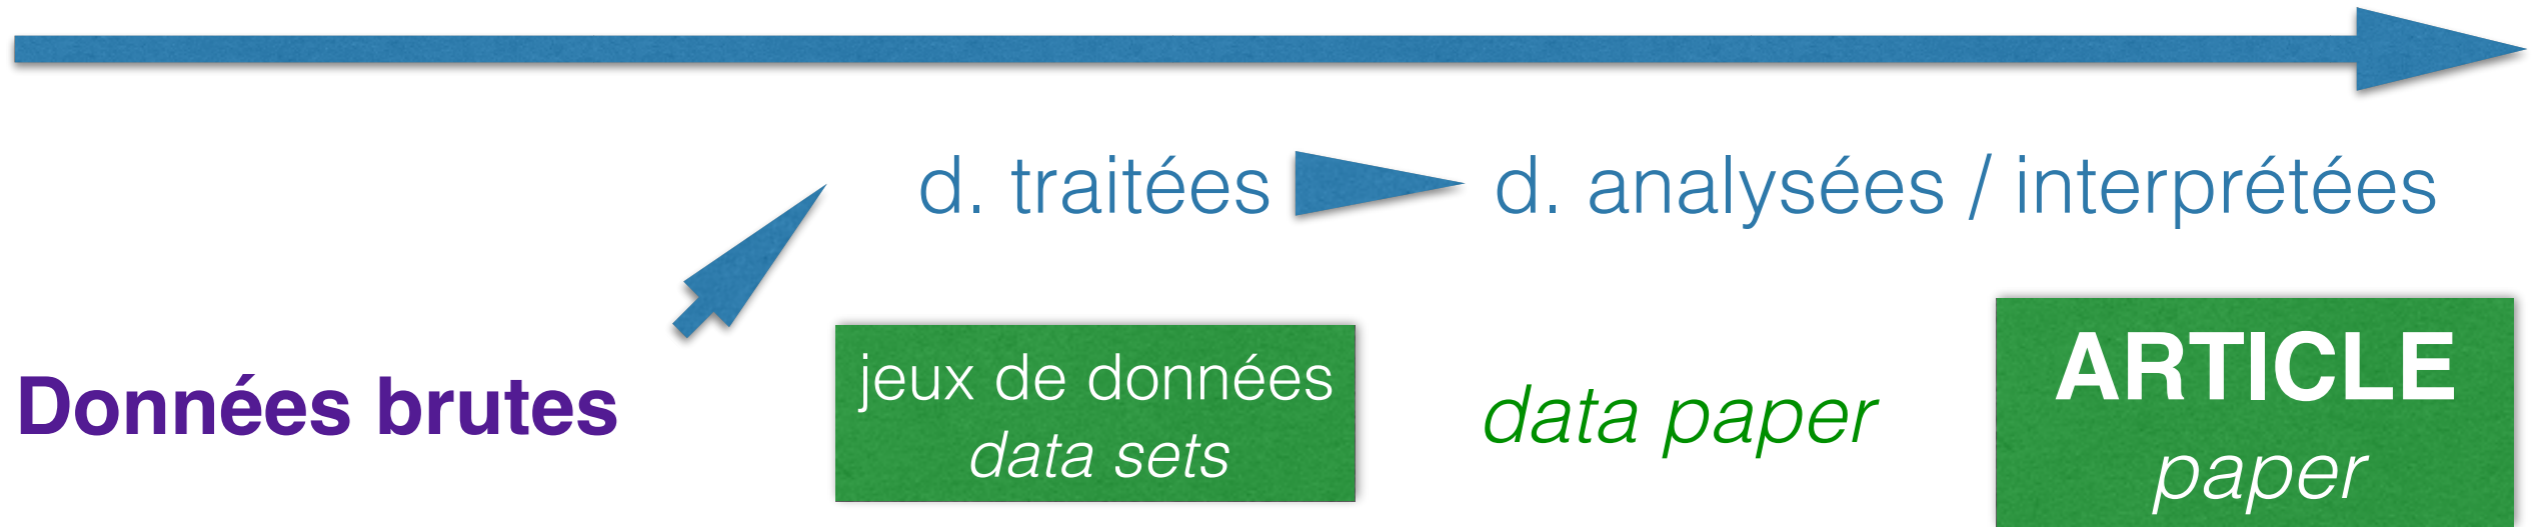 d. traitées
d. analysées / interprétées
Données brutes
jeux de données
data sets
data paper
ARTICLE
paper